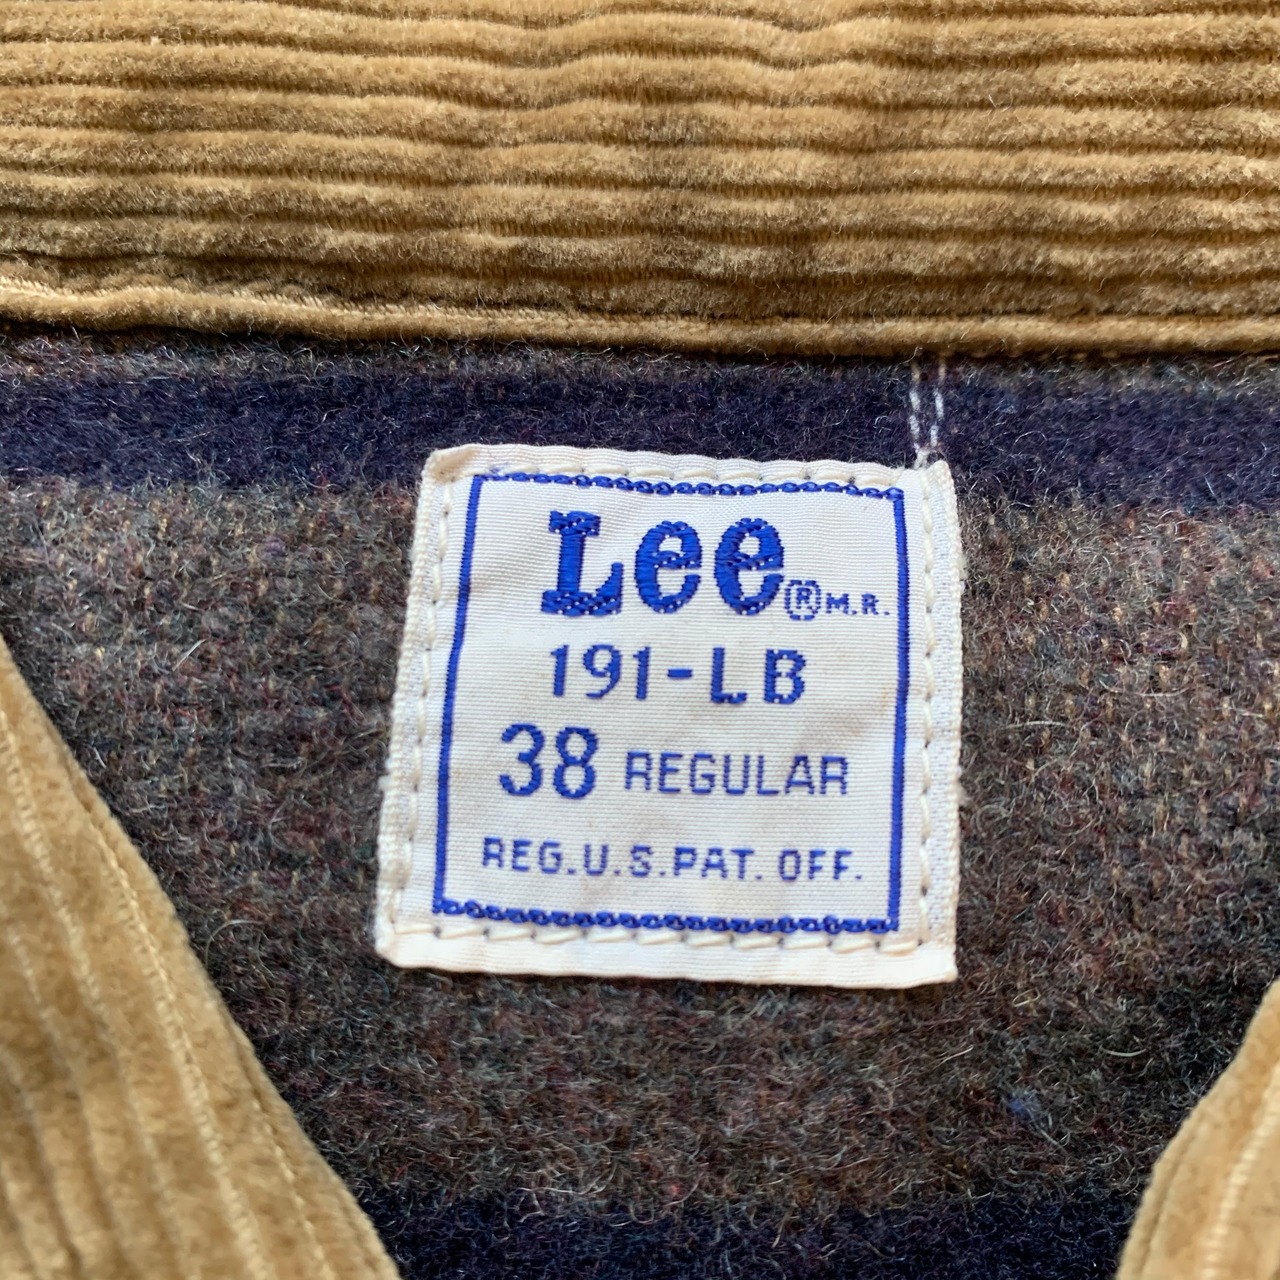 Lee ® M.R.
191-LB
38 REGULAR
REG.U.S.PAT. OFF.